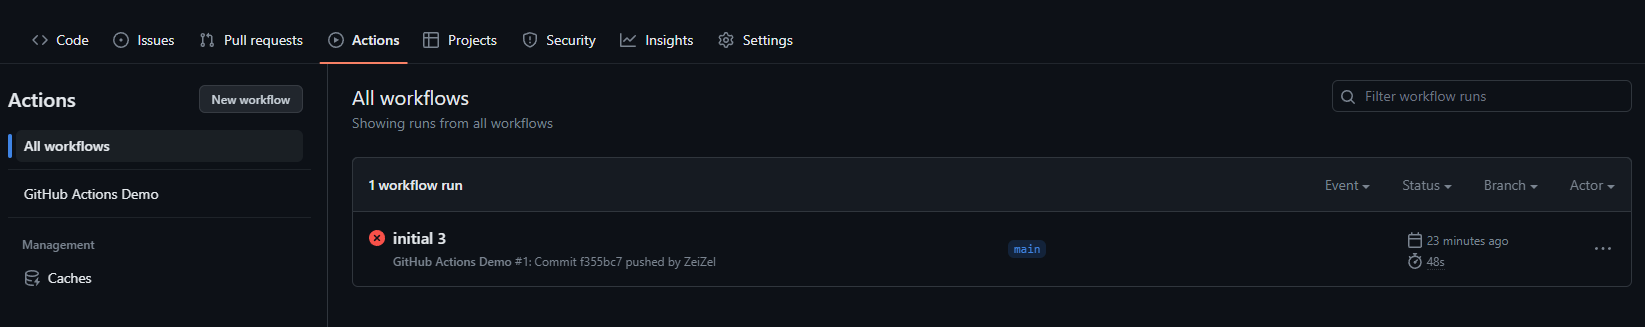 Code Issues Pull requests Actions Projects Security Insights Settings
Actions
New workflow
All workflows
GitHub Actions Demo
Management
Caches
All workflows
Showing runs from all workflows
Filter workflow runs
1 workflow run
Event Status Branch Actor
initial 3
GitHub Actions Demo #1: Commit f355bc7 pushed by ZeiZel
main
23 minutes ago
48s